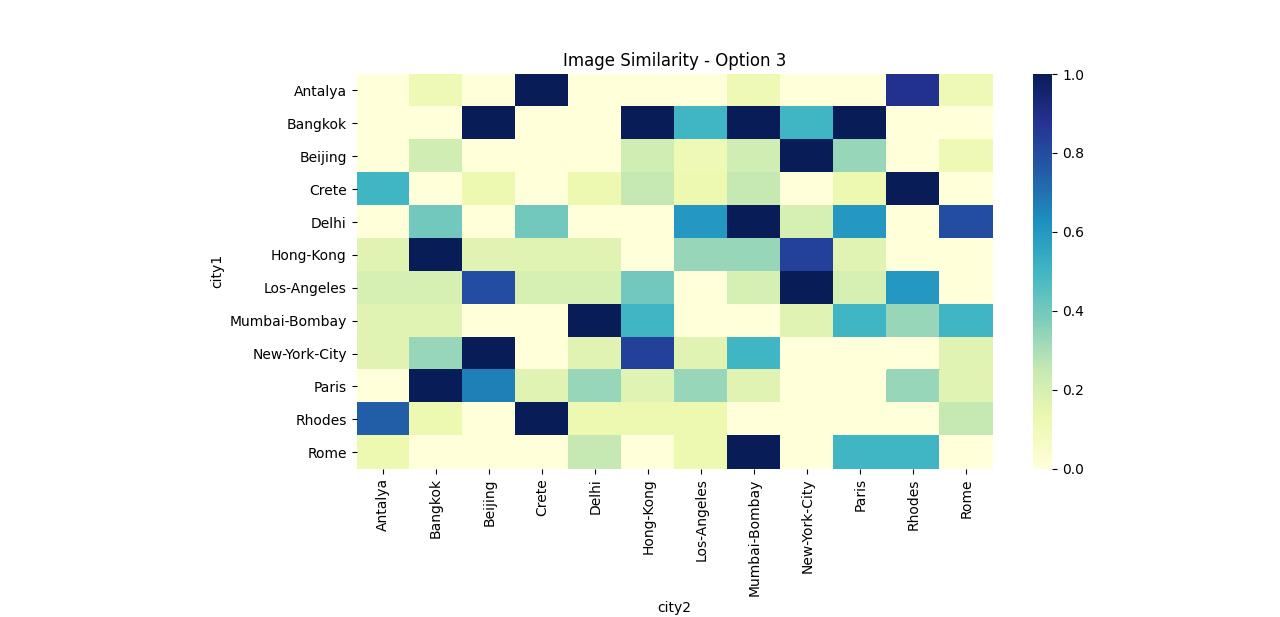 Image Similarity - Option 3
Antalya
Bangkok
Beijing
Crete
Delhi
Hong-Kong
Los-Angeles
Mumbai-Bombay
New-York-City
Paris
Rhodes
Rome
city1
Antalya
Bangkok
Beijing
Crete
Delhi
Hong-Kong
Los-Angeles
Mumbai-Bombay
New-York-City
Paris
Rhodes
Rome
city2
1.0
0.8
0.6
0.4
0.2
0.0